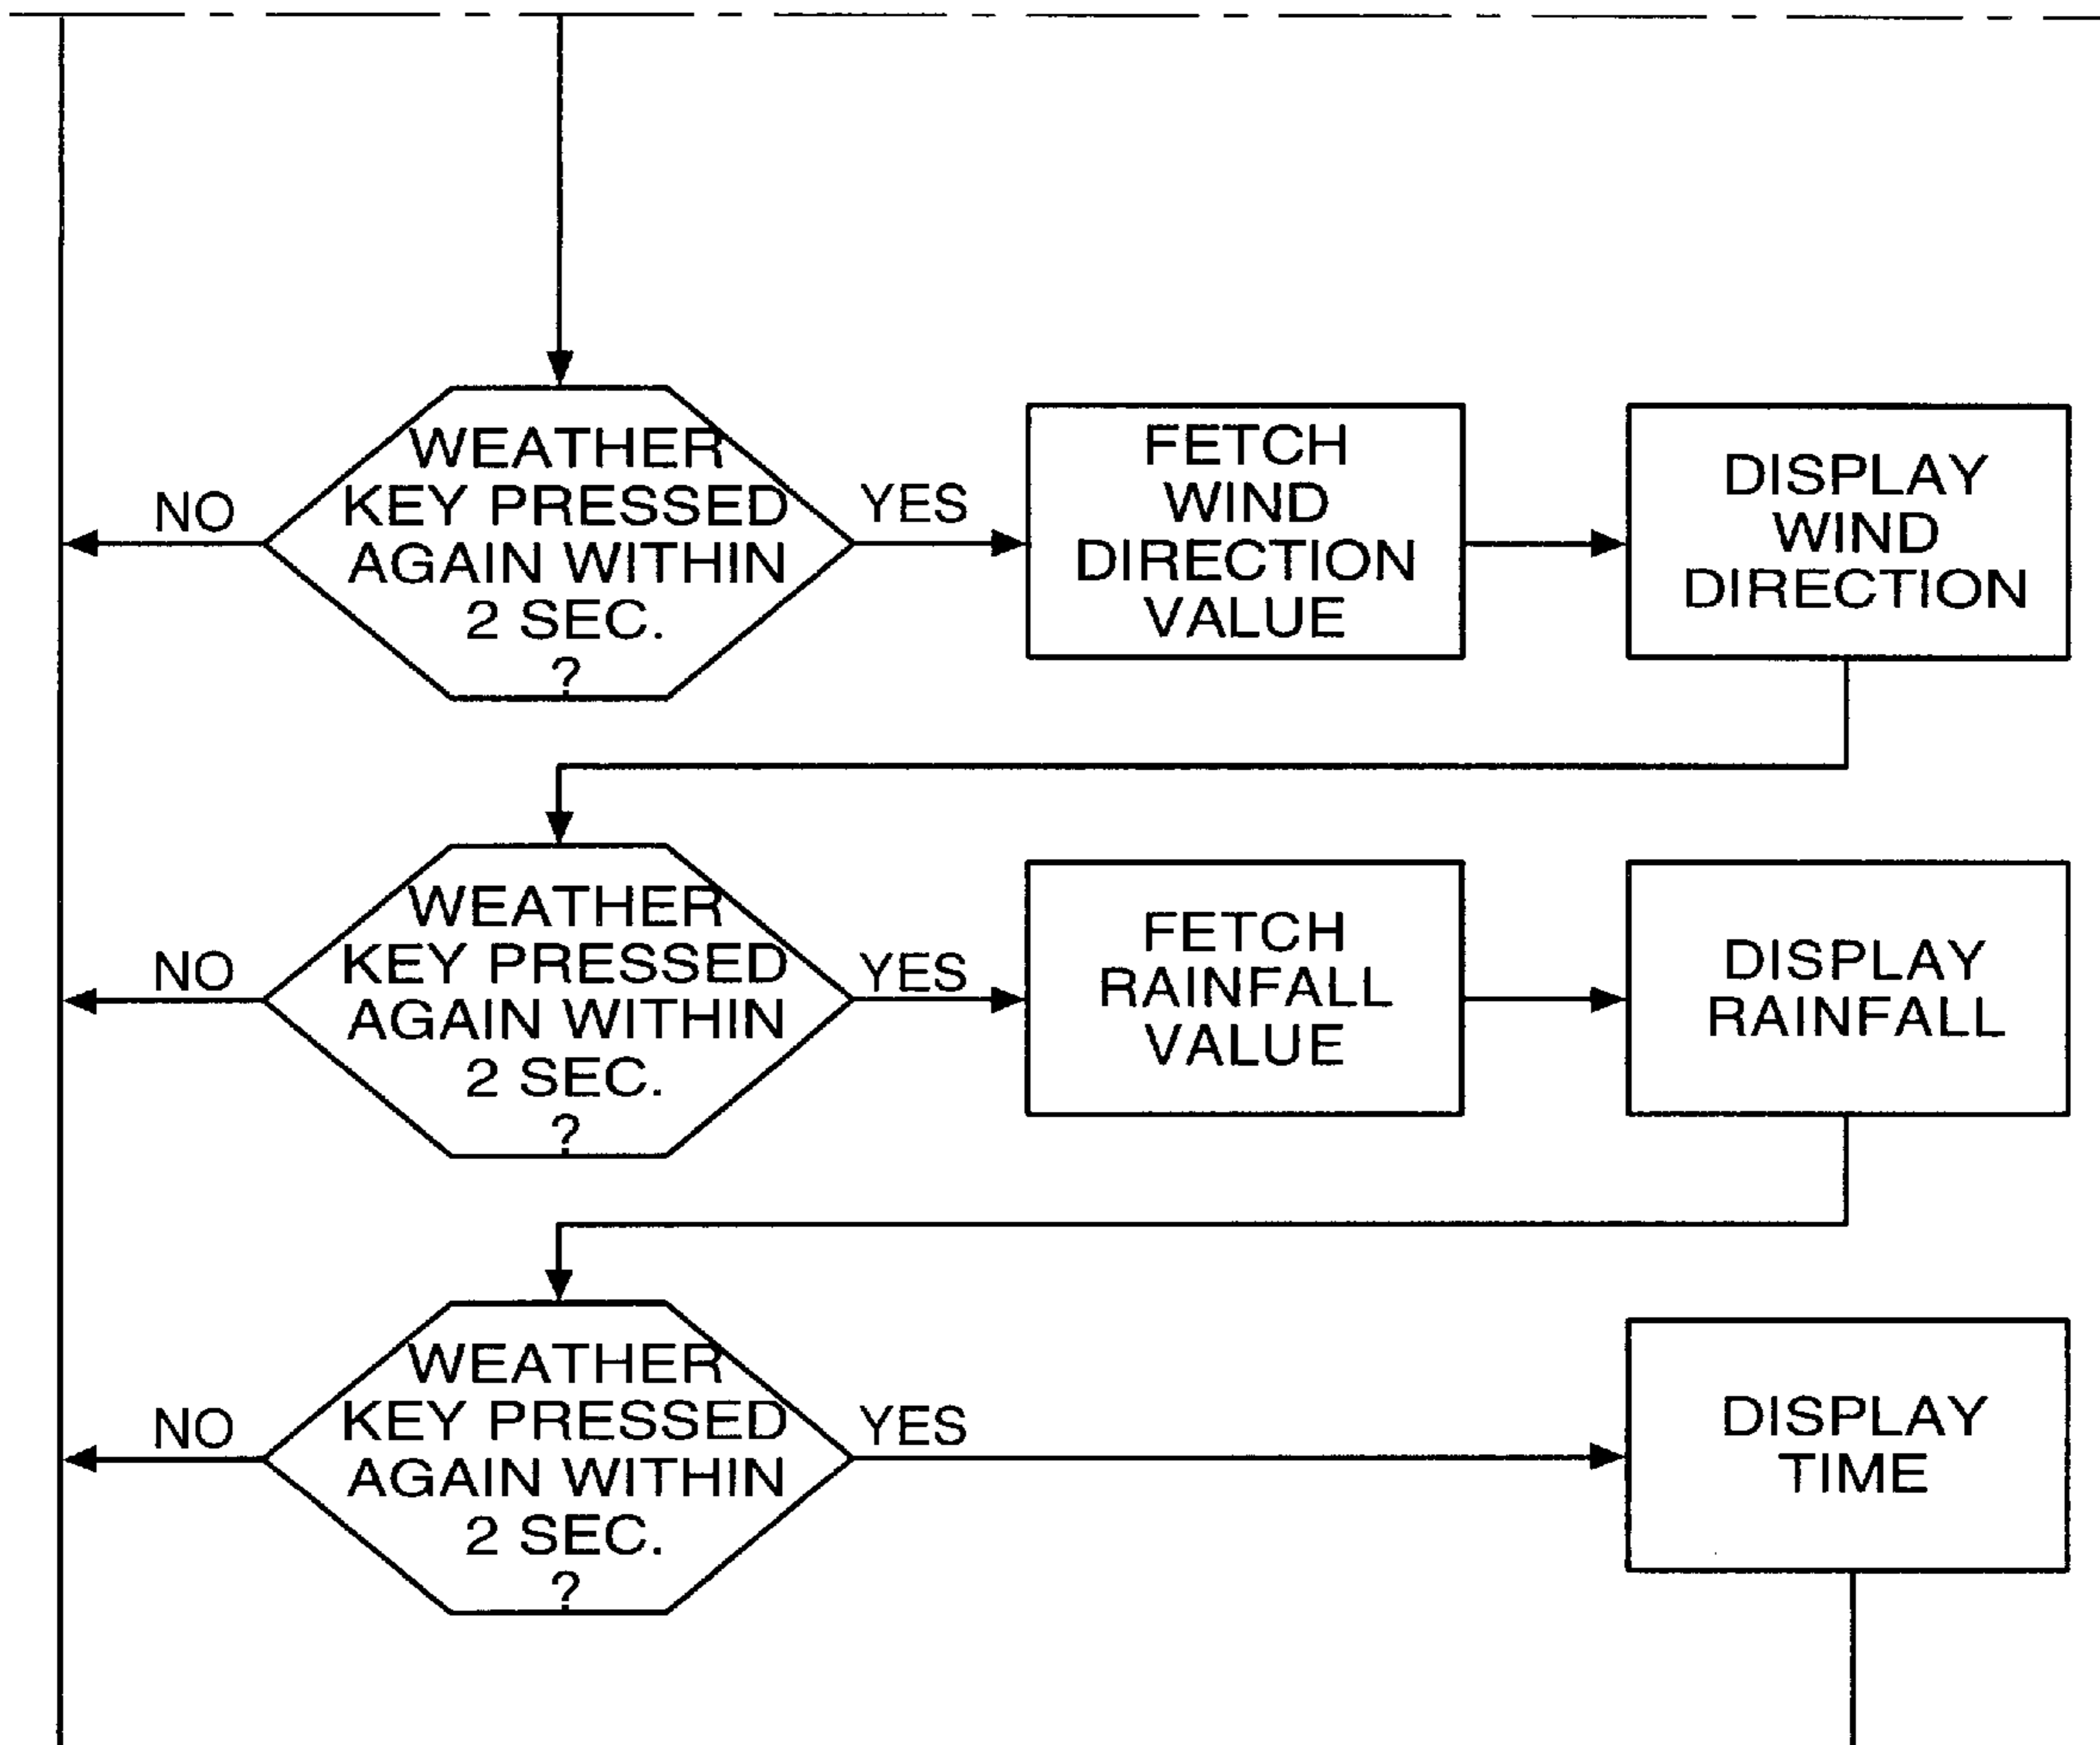 WEATHER
KEY PRESSED
AGAIN WITHIN
2 SEC.
?
NO
YES
FETCH
WIND
DIRECTION
VALUE
DISPLAY
WIND
DIRECTION
WEATHER
KEY PRESSED
AGAIN WITHIN
2 SEC.
?
NO
YES
FETCH
RAINFALL
VALUE
DISPLAY
RAINFALL
WEATHER
KEY PRESSED
AGAIN WITHIN
2 SEC.
?
NO
YES
DISPLAY
TIME